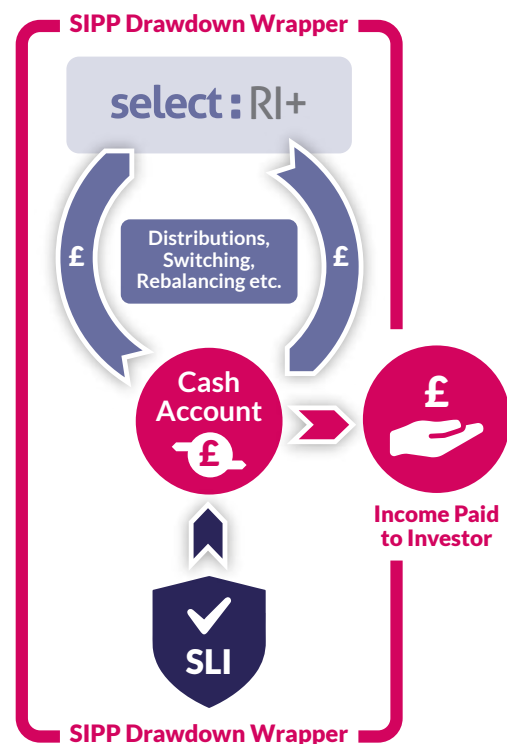 SIPP Drawdown Wrapper
select: RI+
£
Distributions,
Switching,
Rebalancing etc.
£
Cash
Account
£
£
Income Paid
to Investor
SLI
SIPP Drawdown Wrapper